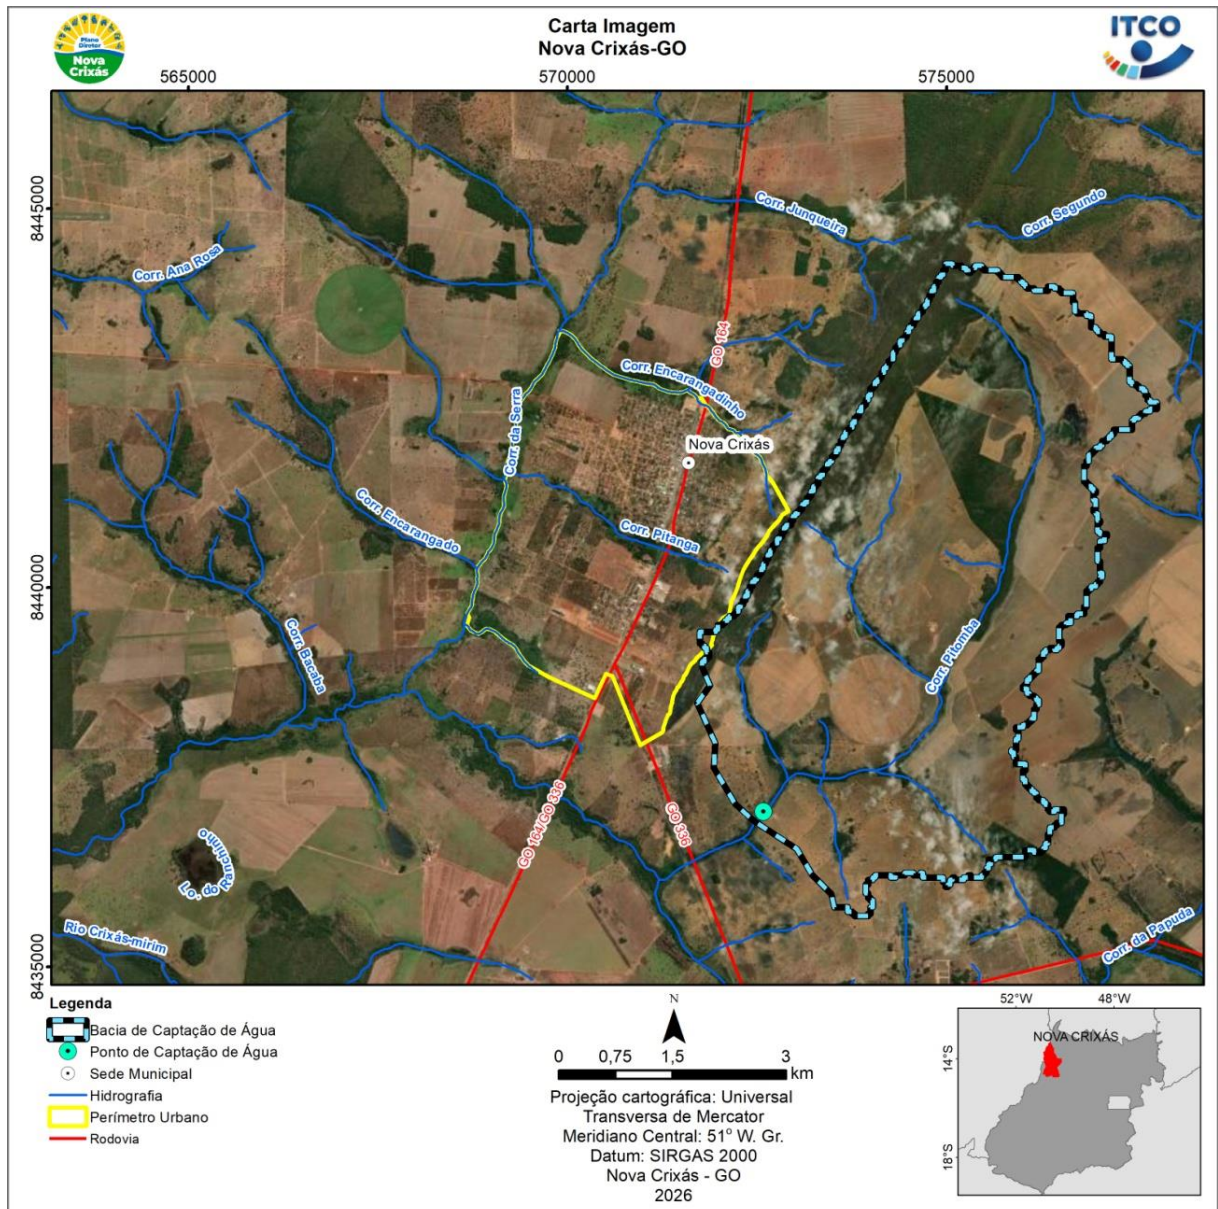 Carta Imagem
Nova Crixás-GO
Plano
Diretor
Nova
Crixás
ITCO
565000
570000
575000
8445000
8440000
8435000
Corr. Junqueira
Corr. Segundo
Corr. Ana Rosa
GO 164
Corr. Encarangadinho
Corr. da Serra
Nova Crixás
Corr. Encarangado
Corr. Pitanga
Corr. Bacaba
Corr. Pitomba
GO 164/GO 336
GO 336
Lo. do Rauchinho
Rio Crixás-mirim
Corr. da Papuda
Legenda
Bacia de Captação de Água
Ponto de Captação de Água
Sede Municipal
Hidrografia
Perímetro Urbano
Rodovia
N
0 0,75 1,5 3
km
Projeção cartográfica: Universal
Transversa de Mercator
Meridiano Central: 51° W. Gr.
Datum: SIRGAS 2000
Nova Crixás - GO
2026
52°W 48°W
NOVA CRIXÁS
14°S
18°S